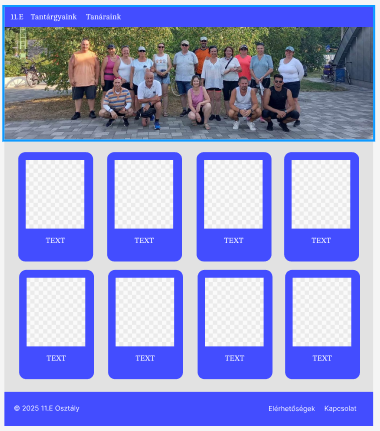 11.E Tantárgyaink Tanáraink
TEXT TEXT TEXT TEXT
TEXT TEXT TEXT TEXT
© 2025 11.E Osztály Elérhetőségek Kapcsolat